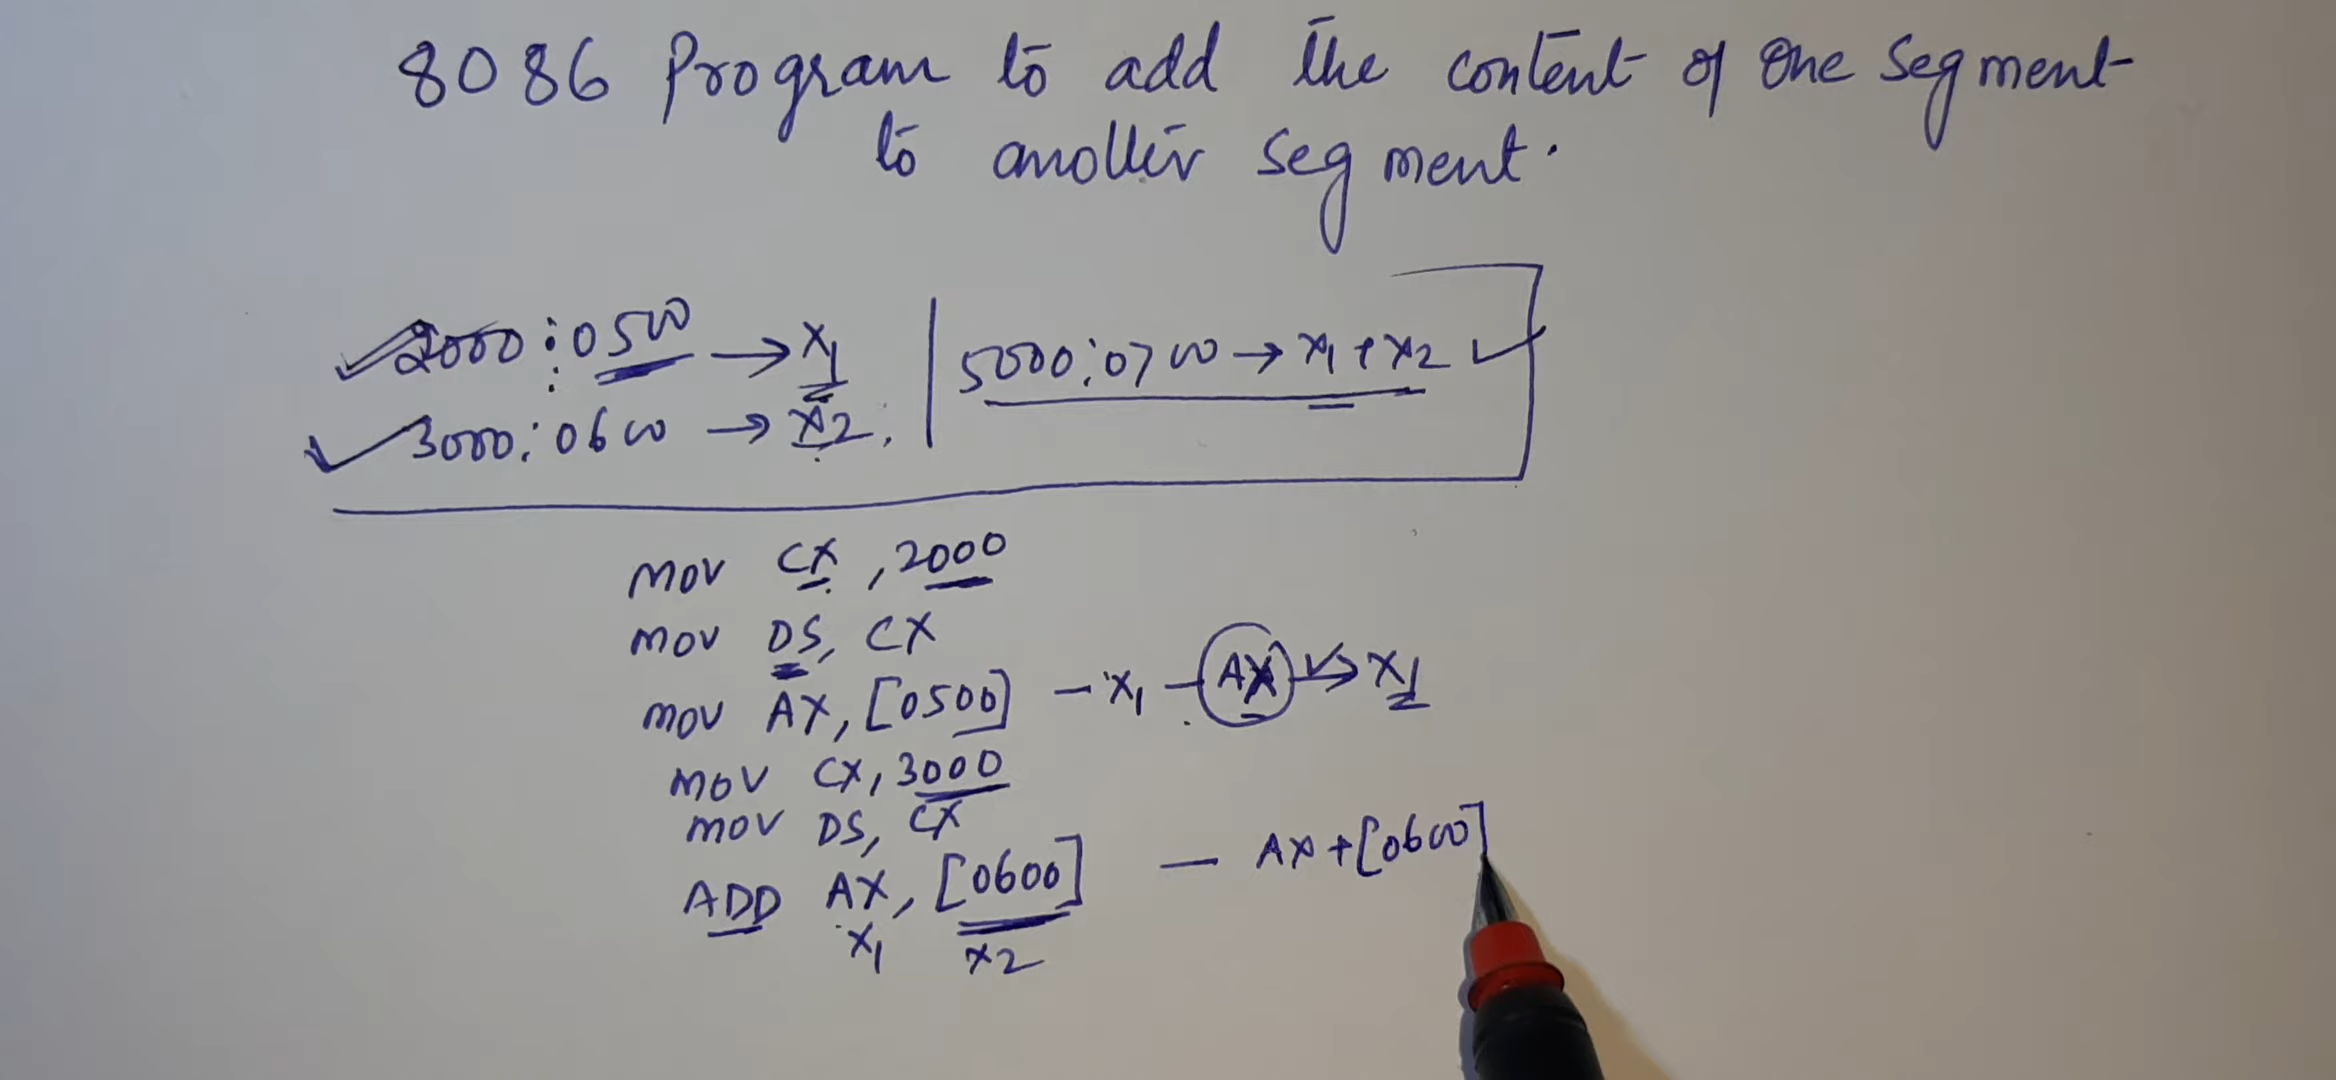 8086 Program to add the content of one segment
to another segment.
2000:0500 → X1
3000:0600 → X2.
5000:0700 → X1+X2
MOV CX, 2000
MOV DS, CX
MOV AX, [0500] - X1 - AX → X1
MOV CX, 3000
MOV DS, CX
ADD AX, [0600] - AX+[0600]
X1 X2